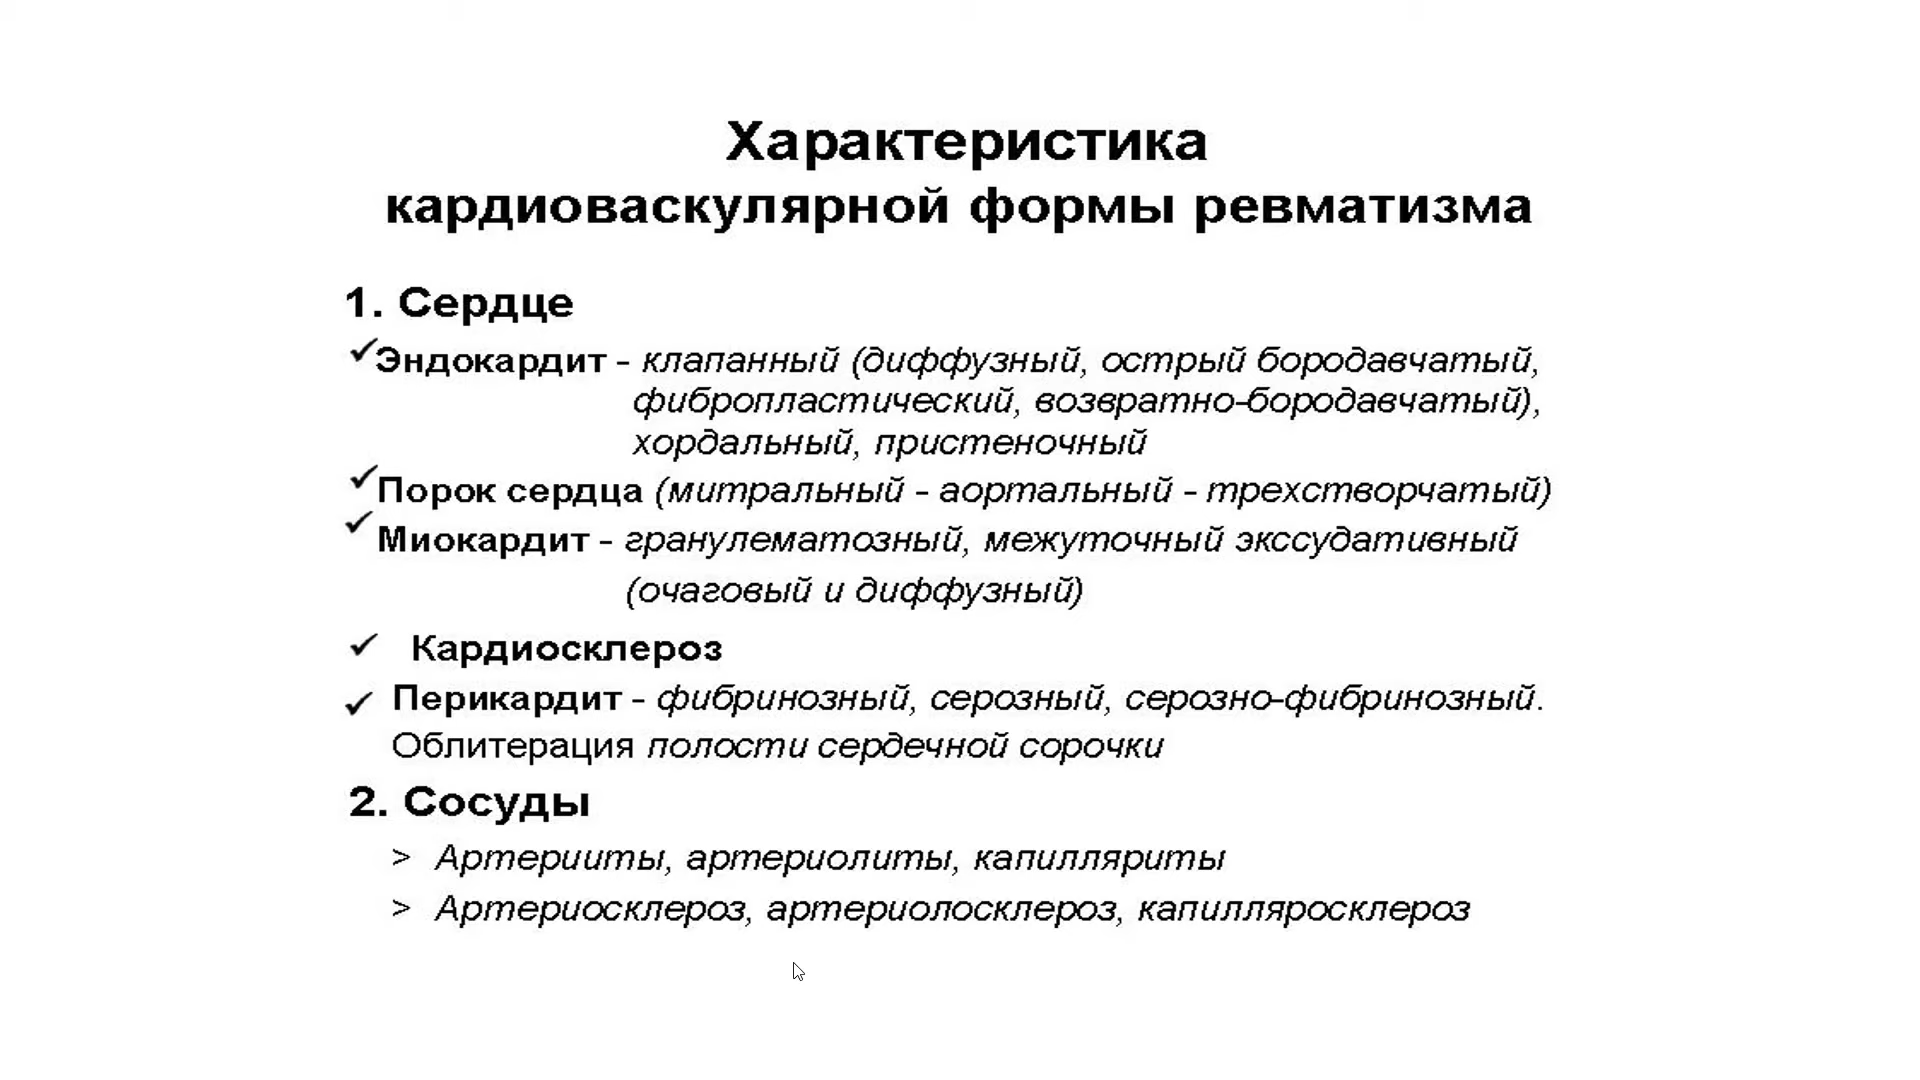 Характеристика
кардиоваскулярной формы ревматизма
1. Сердце
✓ Эндокардит - клапанный (диффузный, острый бородавчатый,
фибропластический, возвратно-бородавчатый),
хордальный, пристеночный
✓ Порок сердца (митральный - аортальный - трехстворчатый)
✓ Миокардит - гранулематозный, межуточный экссудативный
(очаговый и диффузный)
✓ Кардиосклероз
✓ Перикардит - фибринозный, серозный, серозно-фибринозный.
Облитерация полости сердечной сорочки
2. Сосуды
> Артерииты, артериолиты, капилляриты
> Артериосклероз, артериолосклероз, капилляросклероз